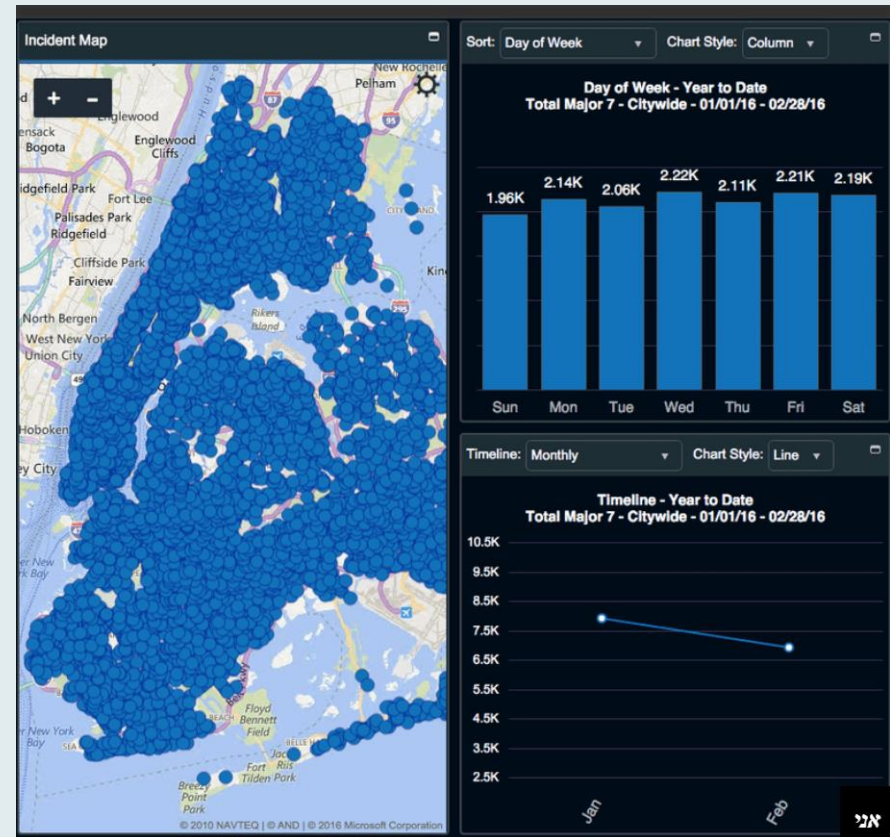 Incident Map
+ -
New Rochelle
Pelham
87
95
Englewood
Bogota
Englewood
Cliffs
Fort Lee
Palisades Park
Ridgefield
Cliffside Park
Fairview
North Bergen
West New York
Union City
Hoboken
Rikers
Island
295
Floyd
Bennett
Field
BEACH
Fort
Tilden Park
Riis
Breezy
Point
Park
© 2010 NAVTEQ | © AND | © 2016 Microsoft Corporation
Sort: Day of Week Chart Style: Column
Day of Week - Year to Date
Total Major 7 - Citywide - 01/01/16 - 02/28/16
1.96K 2.14K 2.06K 2.22K 2.11K 2.21K 2.19K
Sun Mon Tue Wed Thu Fri Sat
Timeline: Monthly Chart Style: Line
Timeline - Year to Date
Total Major 7 - Citywide - 01/01/16 - 02/28/16
10.5K
9.5K
8.5K
7.5K
6.5K
5.5K
4.5K
3.5K
2.5K
Jan Feb
אני